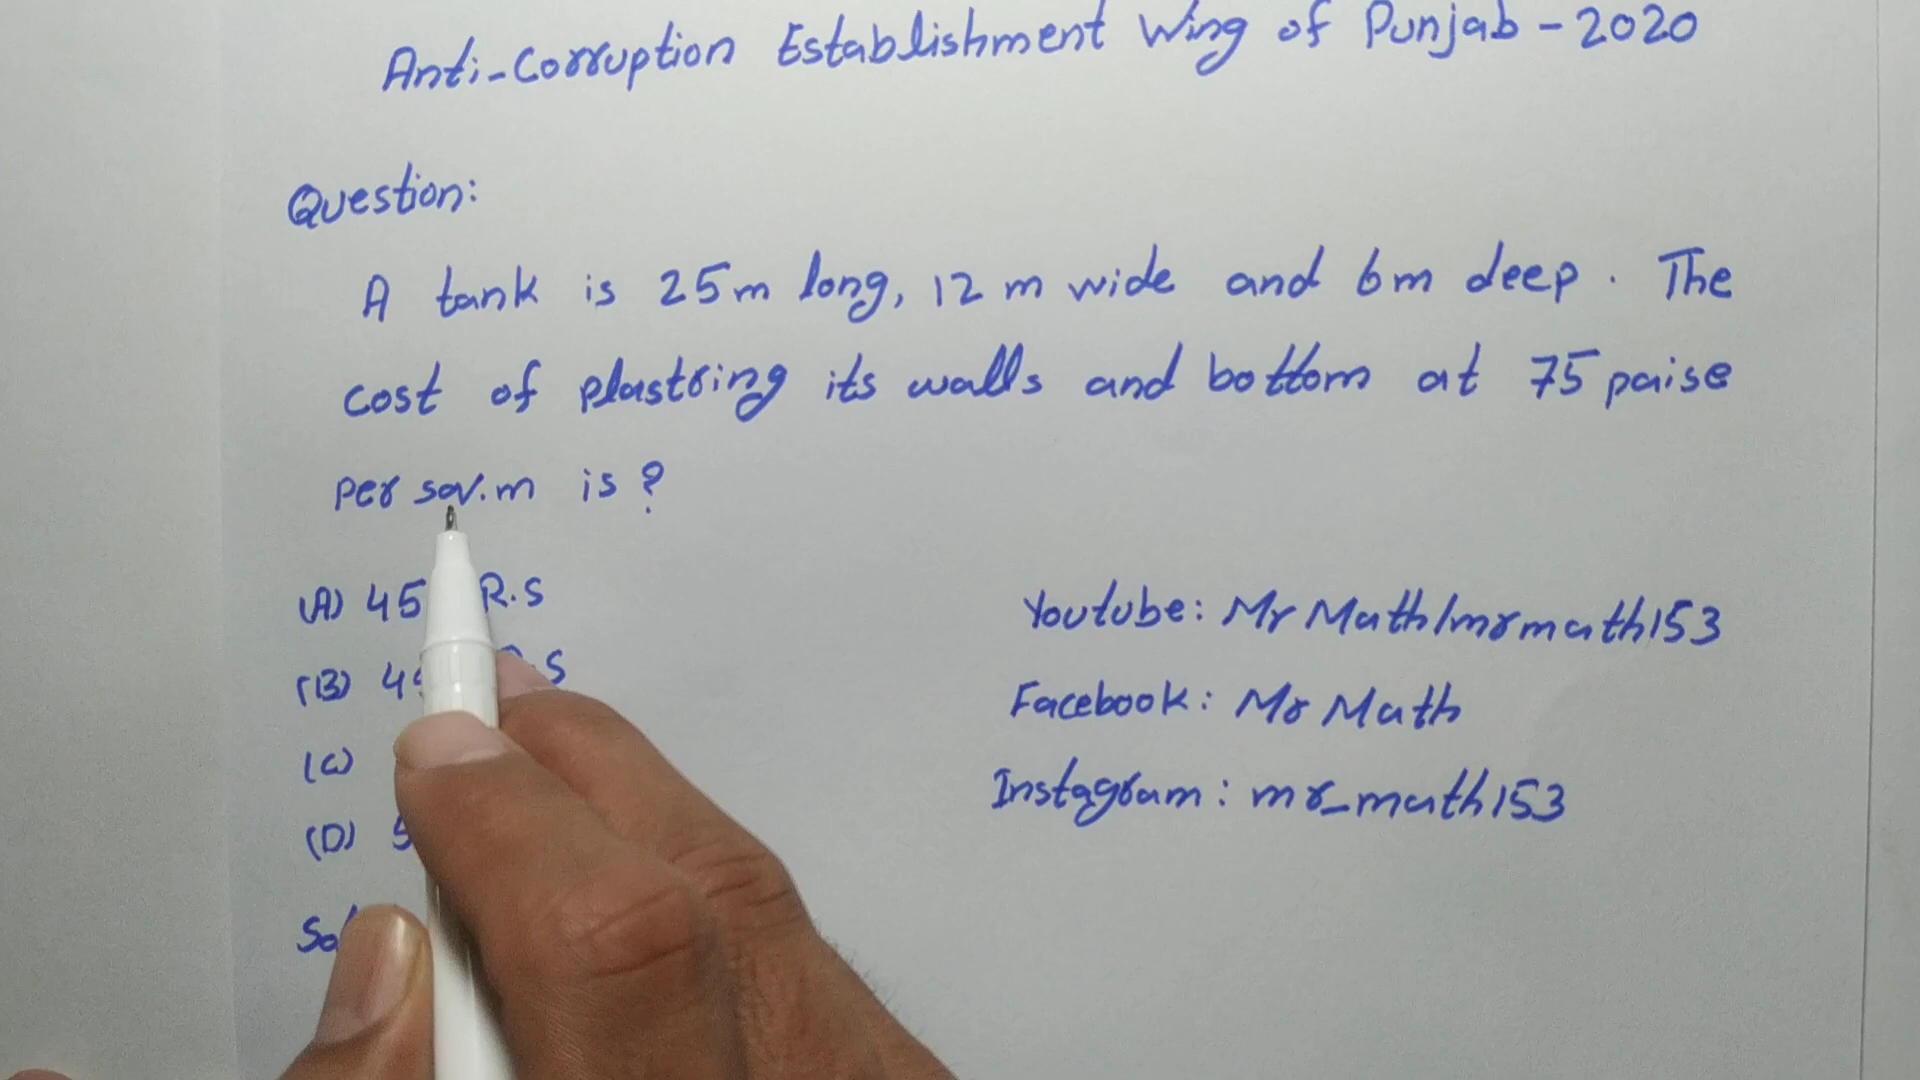 Anti-Corruption Establishment Wing of Punjab - 2020
Question:
A tank is 25m long, 12 m wide and 6m deep. The
cost of plastring its walls and bottom at 75 paise
per sqr.m is?
(A) 45 R.S
(B) 4 .S
(C)
(D) 5
Youtube: Mr Math/mrmath153
Facebook: Mr Math
Instagram: mr_math153